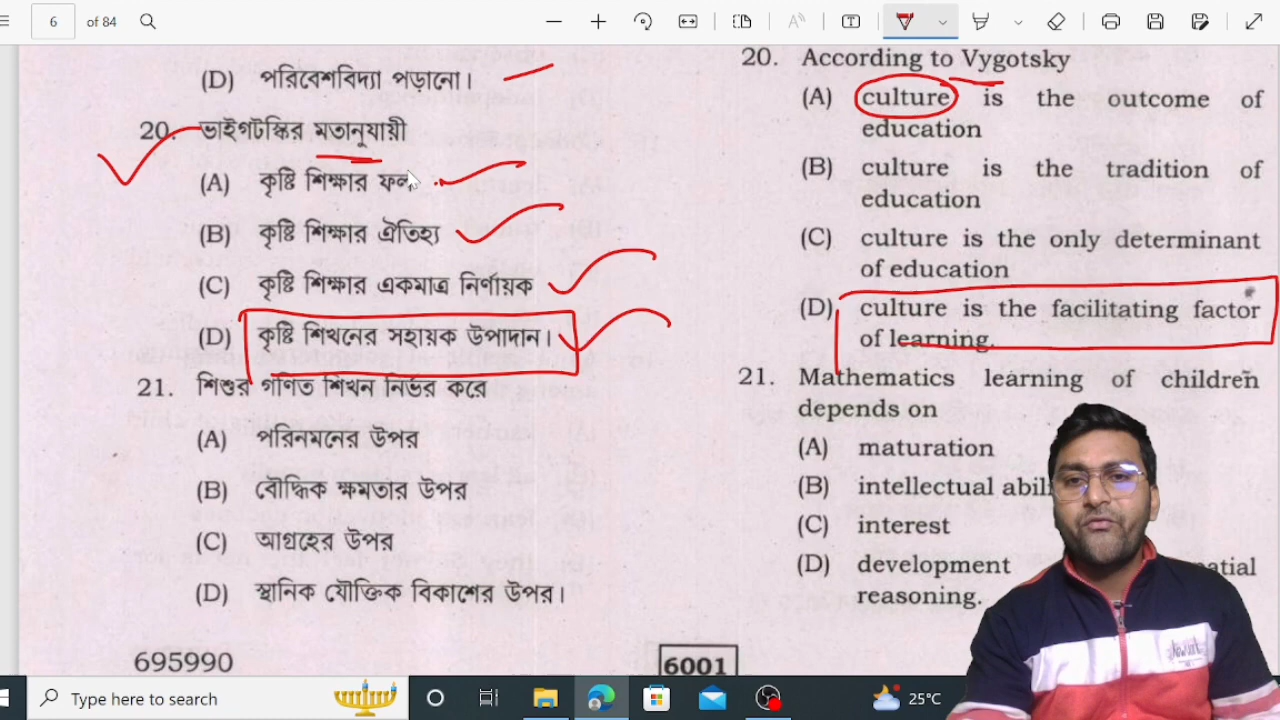 6 of 84
(D) পরিবেশবিদ্যা পড়ানো।
20. ভাইগটস্কির মতানুযায়ী
(A) কৃষ্টি শিক্ষার ফল
(B) কৃষ্টি শিক্ষার ঐতিহ্য
(C) কৃষ্টি শিক্ষার একমাত্র নির্ণায়ক
(D) কৃষ্টি শিখনের সহায়ক উপাদান।
21. শিশুর গণিত শিখন নির্ভর করে
(A) পরিনমনের উপর
(B) বৌদ্ধিক ক্ষমতার উপর
(C) আগ্রহের উপর
(D) স্থানিক যৌক্তিক বিকাশের উপর।
695990
20. According to Vygotsky
(A) culture is the outcome of
education
(B) culture is the tradition of
education
(C) culture is the only determinant
of education
(D) culture is the facilitating factor
of learning.
21. Mathematics learning of children
depends on
(A) maturation
(B) intellectual abil
(C) interest
(D) development patial
reasoning.
6001
Type here to search
25°C